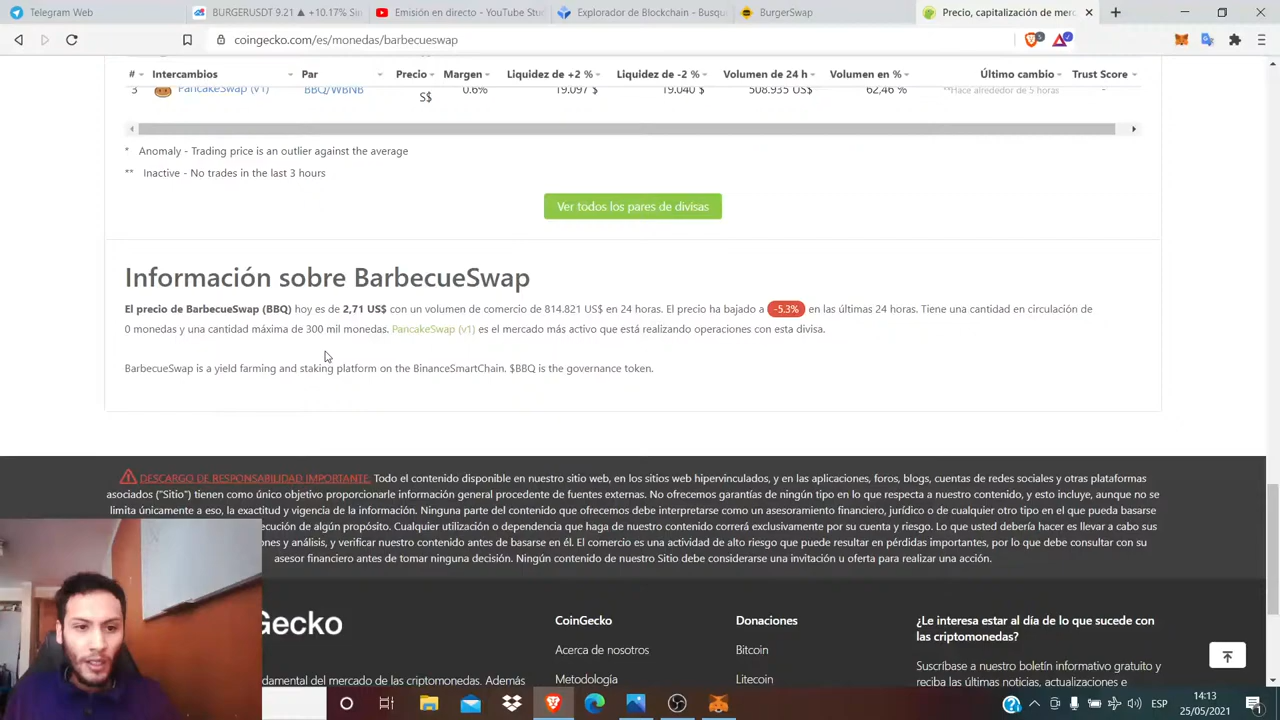 Telegram Web
BURGERUSDT 9.21 ▲ +10.17% Sin
Emisión en directo - YouTube Stu
Explorador de Blockchain - Busqu
BurgerSwap
Precio, capitalización de merc
coingecko.com/es/monedas/barbecueswap
# Intercambios Par Precio Margen Liquidez de +2 % Liquidez de -2 % Volumen de 24 h Volumen en % Último cambio Trust Score
3 PancakeSwap (v1) BBQ/WBNB S$ 0.6% 19.097 $ 19.040 $ 508.935 US$ 62,46 % **Hace alrededor de 5 horas -
* Anomaly - Trading price is an outlier against the average
** Inactive - No trades in the last 3 hours
Ver todos los pares de divisas
Información sobre BarbecueSwap
El precio de BarbecueSwap (BBQ) hoy es de 2,71 US$ con un volumen de comercio de 814.821 US$ en 24 horas. El precio ha bajado a -5.3% en las últimas 24 horas. Tiene una cantidad en circulación de
0 monedas y una cantidad máxima de 300 mil monedas. PancakeSwap (v1) es el mercado más activo que está realizando operaciones con esta divisa.
BarbecueSwap is a yield farming and staking platform on the BinanceSmartChain. $BBQ is the governance token.
DESCARGO DE RESPONSABILIDAD IMPORTANTE: Todo el contenido disponible en nuestro sitio web, en los sitios web hipervinculados, y en las aplicaciones, foros, blogs, cuentas de redes sociales y otras plataformas
asociados ("Sitio") tienen como único objetivo proporcionarle información general procedente de fuentes externas. No ofrecemos garantías de ningún tipo en lo que respecta a nuestro contenido, y esto incluye, aunque no se
limita únicamente a eso, la exactitud y vigencia de la información. Ninguna parte del contenido que ofrecemos debe interpretarse como un asesoramiento financiero, jurídico o de cualquier otro tipo en el que pueda basarse
ecución de algún propósito. Cualquier utilización o dependencia que haga de nuestro contenido correrá exclusivamente por su cuenta y riesgo. Lo que usted debería hacer es llevar a cabo sus
ones y análisis, y verificar nuestro contenido antes de basarse en él. El comercio es una actividad de alto riesgo que puede resultar en pérdidas importantes, por lo que debe consultar con su
asesor financiero antes de tomar ninguna decisión. Ningún contenido de nuestro Sitio debe considerarse una invitación u oferta para realizar una acción.
Gecko
damental del mercado de las criptomonedas. Además
CoinGecko
Acerca de nosotros
Metodología
Donaciones
Bitcoin
Litecoin
¿Le interesa estar al día de lo que sucede con
las criptomonedas?
Suscríbase a nuestro boletín informativo gratuito y
reciba las últimas noticias, actualizaciones e
ESP
14:13
25/05/2021